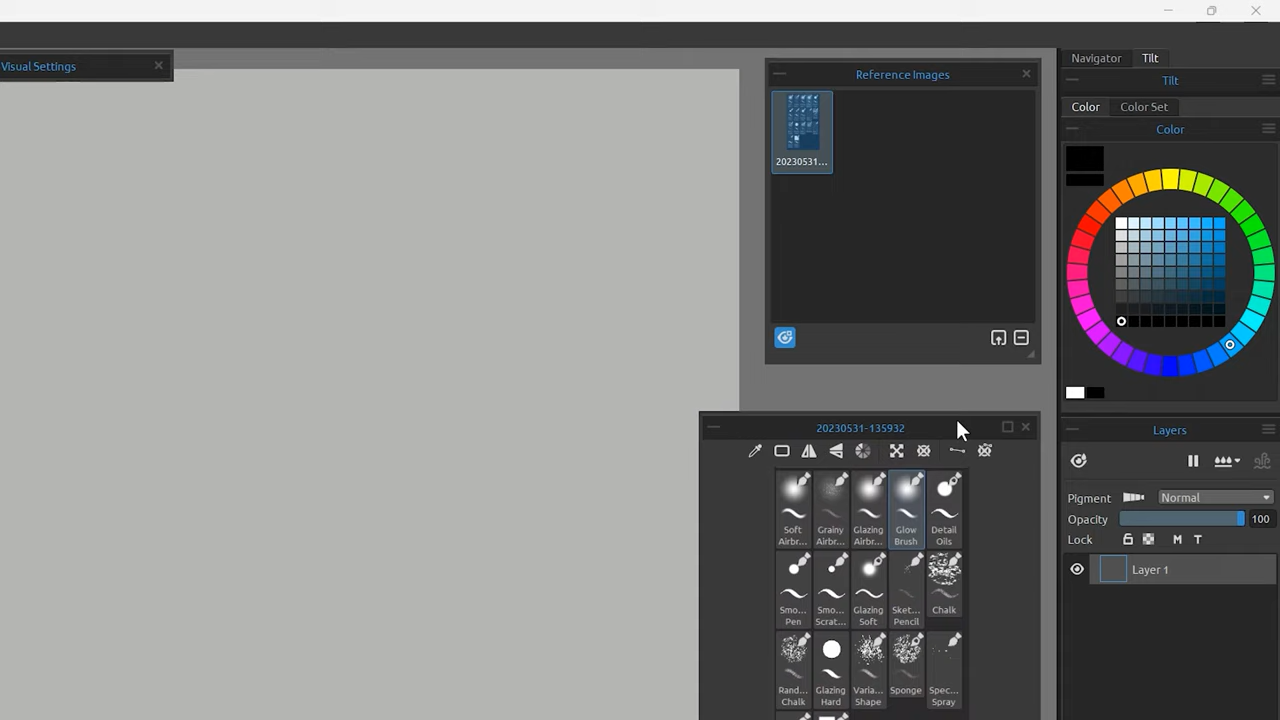 Visual Settings
Reference Images
20230531...
Navigator Tilt
Tilt
Color Color Set
Color
20230531-135932
Soft Airbr...
Grainy Airbr...
Glazing Airbr...
Glow Brush
Detail Oils
Smo... Pen
Smo... Scrat...
Glazing Soft
Sket... Pencil
Chalk
Rand... Chalk
Glazing Hard
Varia... Shape
Sponge
Spec... Spray
Layers
Pigment Normal
Opacity 100
Lock M T
Layer 1